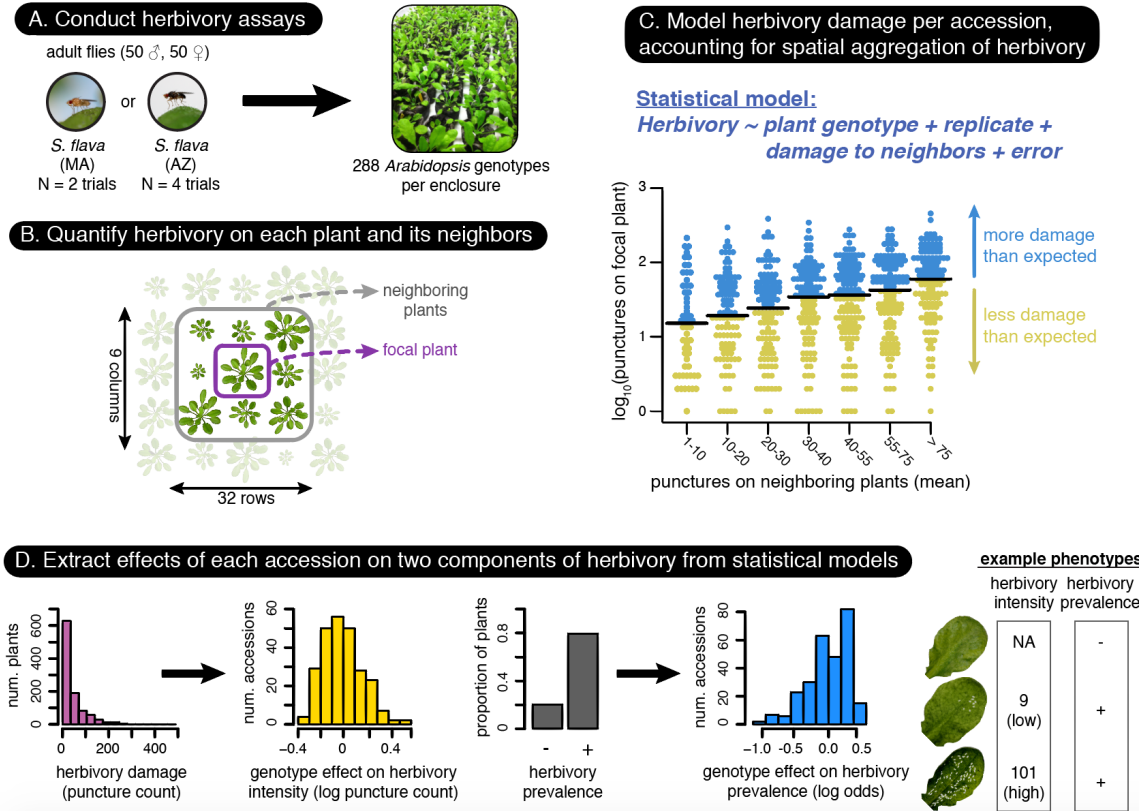 A. Conduct herbivory assays
adult flies (50 ♂, 50 ♀)
or
S. flava
(MA)
N = 2 trials
S. flava
(AZ)
N = 4 trials
288 Arabidopsis genotypes
per enclosure
B. Quantify herbivory on each plant and its neighbors
neighboring
plants
focal plant
9 columns
32 rows
C. Model herbivory damage per accession,
accounting for spatial aggregation of herbivory
Statistical model:
Herbivory ~ plant genotype + replicate +
damage to neighbors + error
log10(punctures on focal plant)
3
2
1
0
more damage
than expected
less damage
than expected
1-10
10-20
20-30
30-40
40-55
55-75
> 75
punctures on neighboring plants (mean)
D. Extract effects of each accession on two components of herbivory from statistical models
num. plants
600
400
200
0
0
200
400
herbivory damage
(puncture count)
num. accessions
60
40
20
0
−0.4
0
0.4
genotype effect on herbivory
intensity (log puncture count)
proportion of plants
0.8
0.4
0
-
+
herbivory
prevalence
num. accessions
80
60
40
20
0
−1.0
−0.5
0.0
0.5
genotype effect on herbivory
prevalence (log odds)
example phenotypes
herbivory
intensity
herbivory
prevalence
NA
-
9
(low)
+
101
(high)
+